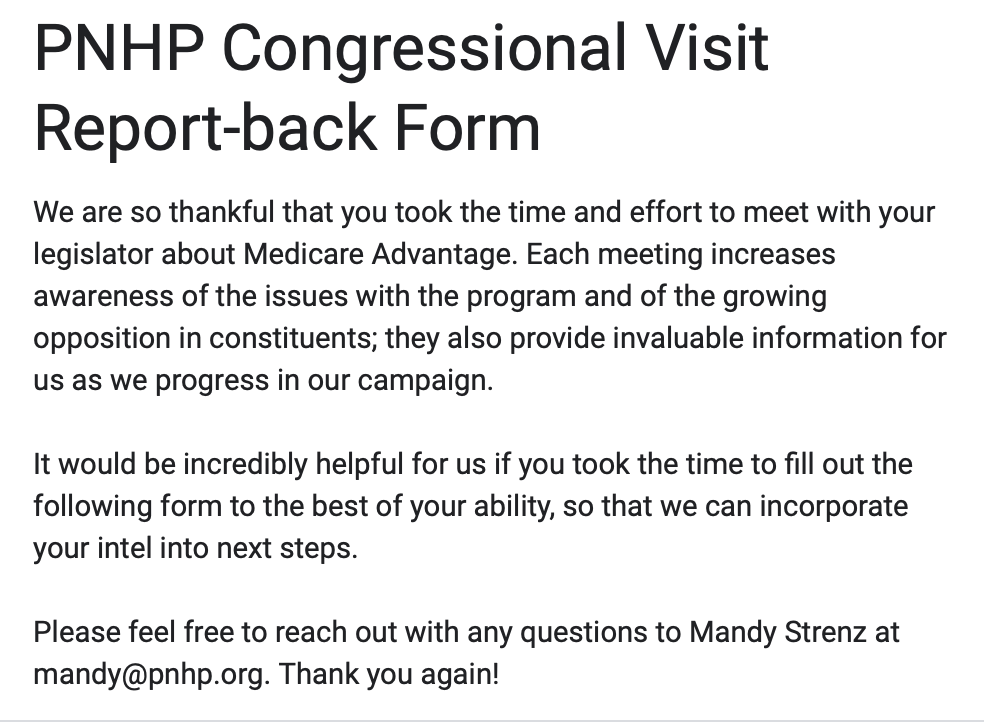 PNHP Congressional Visit
Report-back Form
We are so thankful that you took the time and effort to meet with your
legislator about Medicare Advantage. Each meeting increases
awareness of the issues with the program and of the growing
opposition in constituents; they also provide invaluable information for
us as we progress in our campaign.
It would be incredibly helpful for us if you took the time to fill out the
following form to the best of your ability, so that we can incorporate
your intel into next steps.
Please feel free to reach out with any questions to Mandy Strenz at
mandy@pnhp.org. Thank you again!